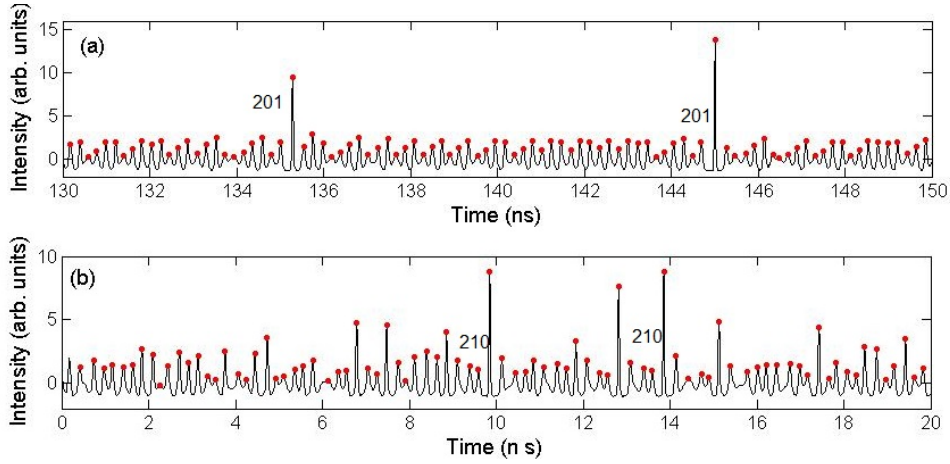 Intensity (arb. units)
(a)
15
10
5
0
201
201
130 132 134 136 138 140 142 144 146 148 150
Time (ns)
Intensity (arb. units)
(b)
10
5
0
210
210
0 2 4 6 8 10 12 14 16 18 20
Time (n s)